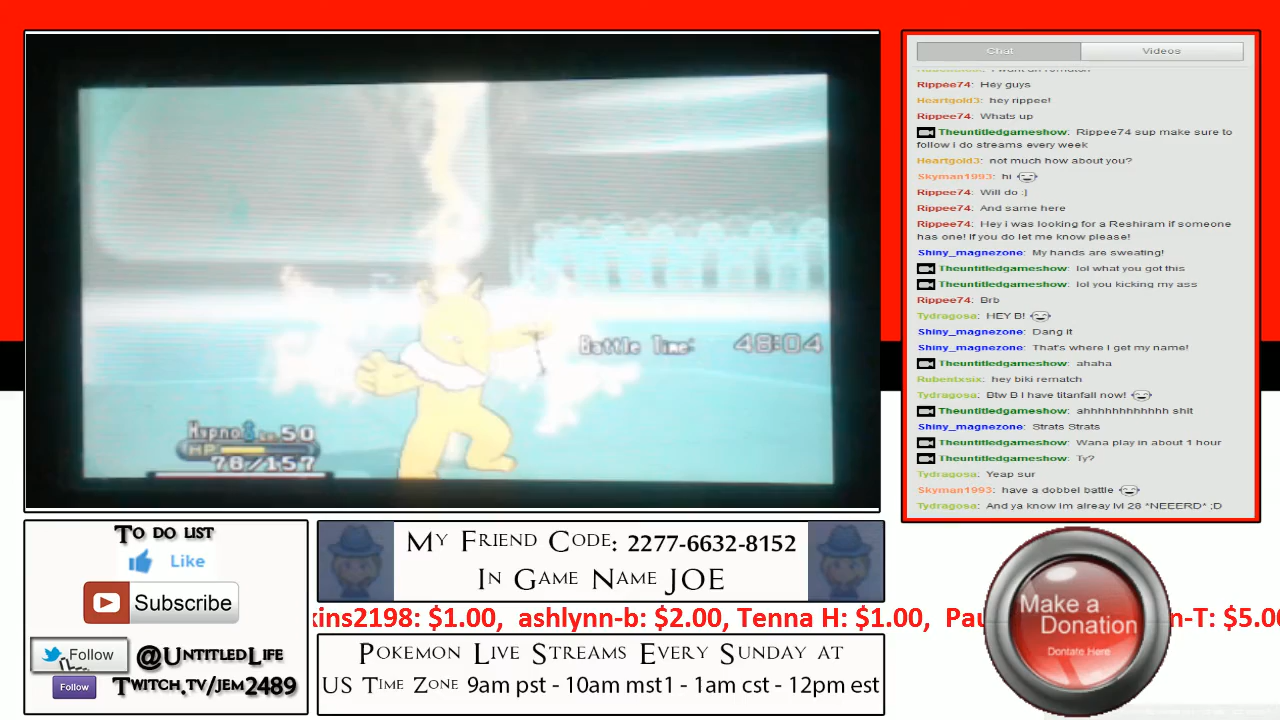 Battle Time: 48:04
Hypno Lv.50
HP
78/157
Chat
Videos
Rippee74: Hey guys
Heartgold3: hey rippee!
Rippee74: Whats up
Theuntitledgameshow: Rippee74 sup make sure to
follow i do streams every week
Heartgold3: not much how about you?
Skyman1993: hi
Rippee74: Will do :]
Rippee74: And same here
Rippee74: Hey i was looking for a Reshiram if someone
has one! If you do let me know please!
Shiny_magnezone: My hands are sweating!
Theuntitledgameshow: lol what you got this
Theuntitledgameshow: lol you kicking my ass
Rippee74: Brb
Tydragosa: HEY B!
Shiny_magnezone: Dang it
Shiny_magnezone: That's where I get my name!
Theuntitledgameshow: ahaha
Rubentxsix: hey biki rematch
Tydragosa: Btw B I have titanfall now!
Theuntitledgameshow: ahhhhhhhhhhhh shit
Shiny_magnezone: Strats Strats
Theuntitledgameshow: Wana play in about 1 hour
Theuntitledgameshow: Ty?
Tydragosa: Yeap sur
Skyman1993: have a dobbel battle
Tydragosa: And ya know im alreay lvl 28 *NEEERD* ;D
To do list
Like
Subscribe
Follow @UntitledLife
Follow Twitch.tv/jem2489
My Friend Code: 2277-6632-8152
In Game Name JOE
kins2198: $1.00, ashlynn-b: $2.00, Tenna H: $1.00, Pau n-T: $5.00
Pokemon Live Streams Every Sunday at
US Time Zone 9am pst - 10am mst1 - 1am cst - 12pm est
Make a
Donation
Dontate Here